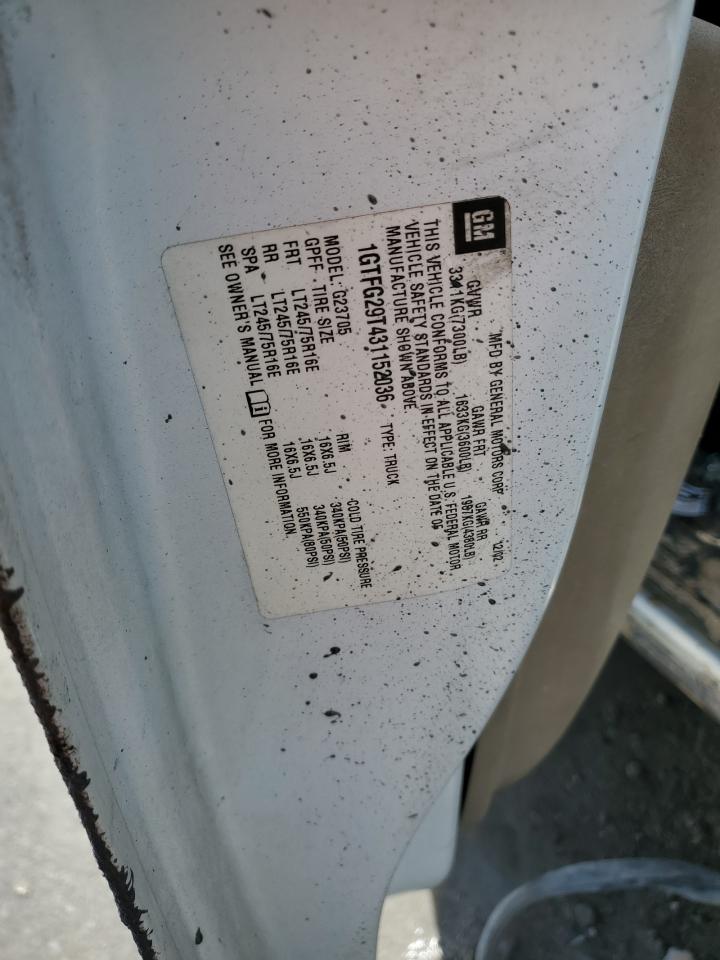 GM
MFD BY GENERAL MOTORS CORP 12/02
GVWR GAWR FRT GAWR RR
3311KG(7300LB) 1633KG(3600LB) 1987KG(4380LB)
THIS VEHICLE CONFORMS TO ALL APPLICABLE U.S. FEDERAL MOTOR
VEHICLE SAFETY STANDARDS IN EFFECT ON THE DATE OF
MANUFACTURE SHOWN ABOVE.
1GTFG29T431152036 TYPE: TRUCK
MODEL: G23705
GPFF TIRE SIZE RIM COLD TIRE PRESSURE
FRT LT245/75R16E 16X6.5J 340KPA(50PSI)
RR LT245/75R16E 16X6.5J 340KPA(50PSI)
SPA LT245/75R16E 16X6.5J 550KPA(80PSI)
SEE OWNER'S MANUAL FOR MORE INFORMATION.